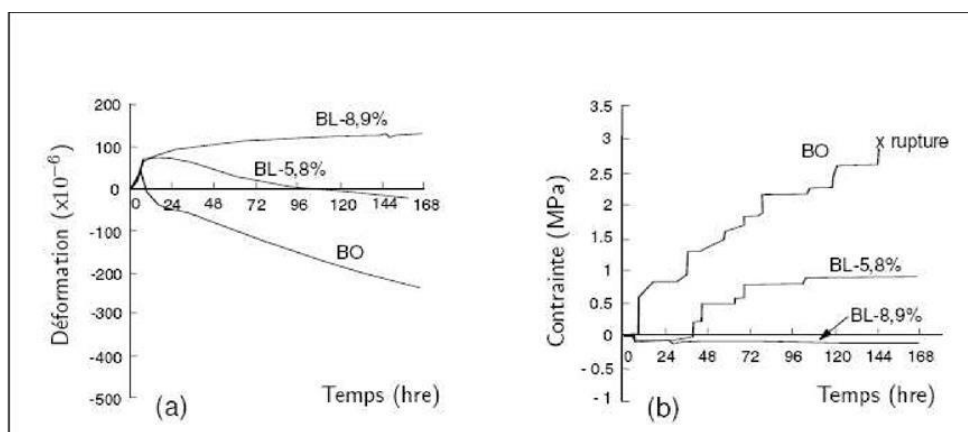 200
100
0
-100
-200
-300
-400
-500
Déformation (x10⁻⁶)
BL-8,9%
BL-5,8%
BO
0 24 48 72 96 120 144 168
Temps (hre)
(a)
3.5
3
2.5
2
1.5
1
0.5
0
- 0.5
- 1
Contrainte (MPa)
x rupture
BO
BL-5,8%
BL-8,9%
0 24 48 72 96 120 144 168
Temps (hre)
(b)